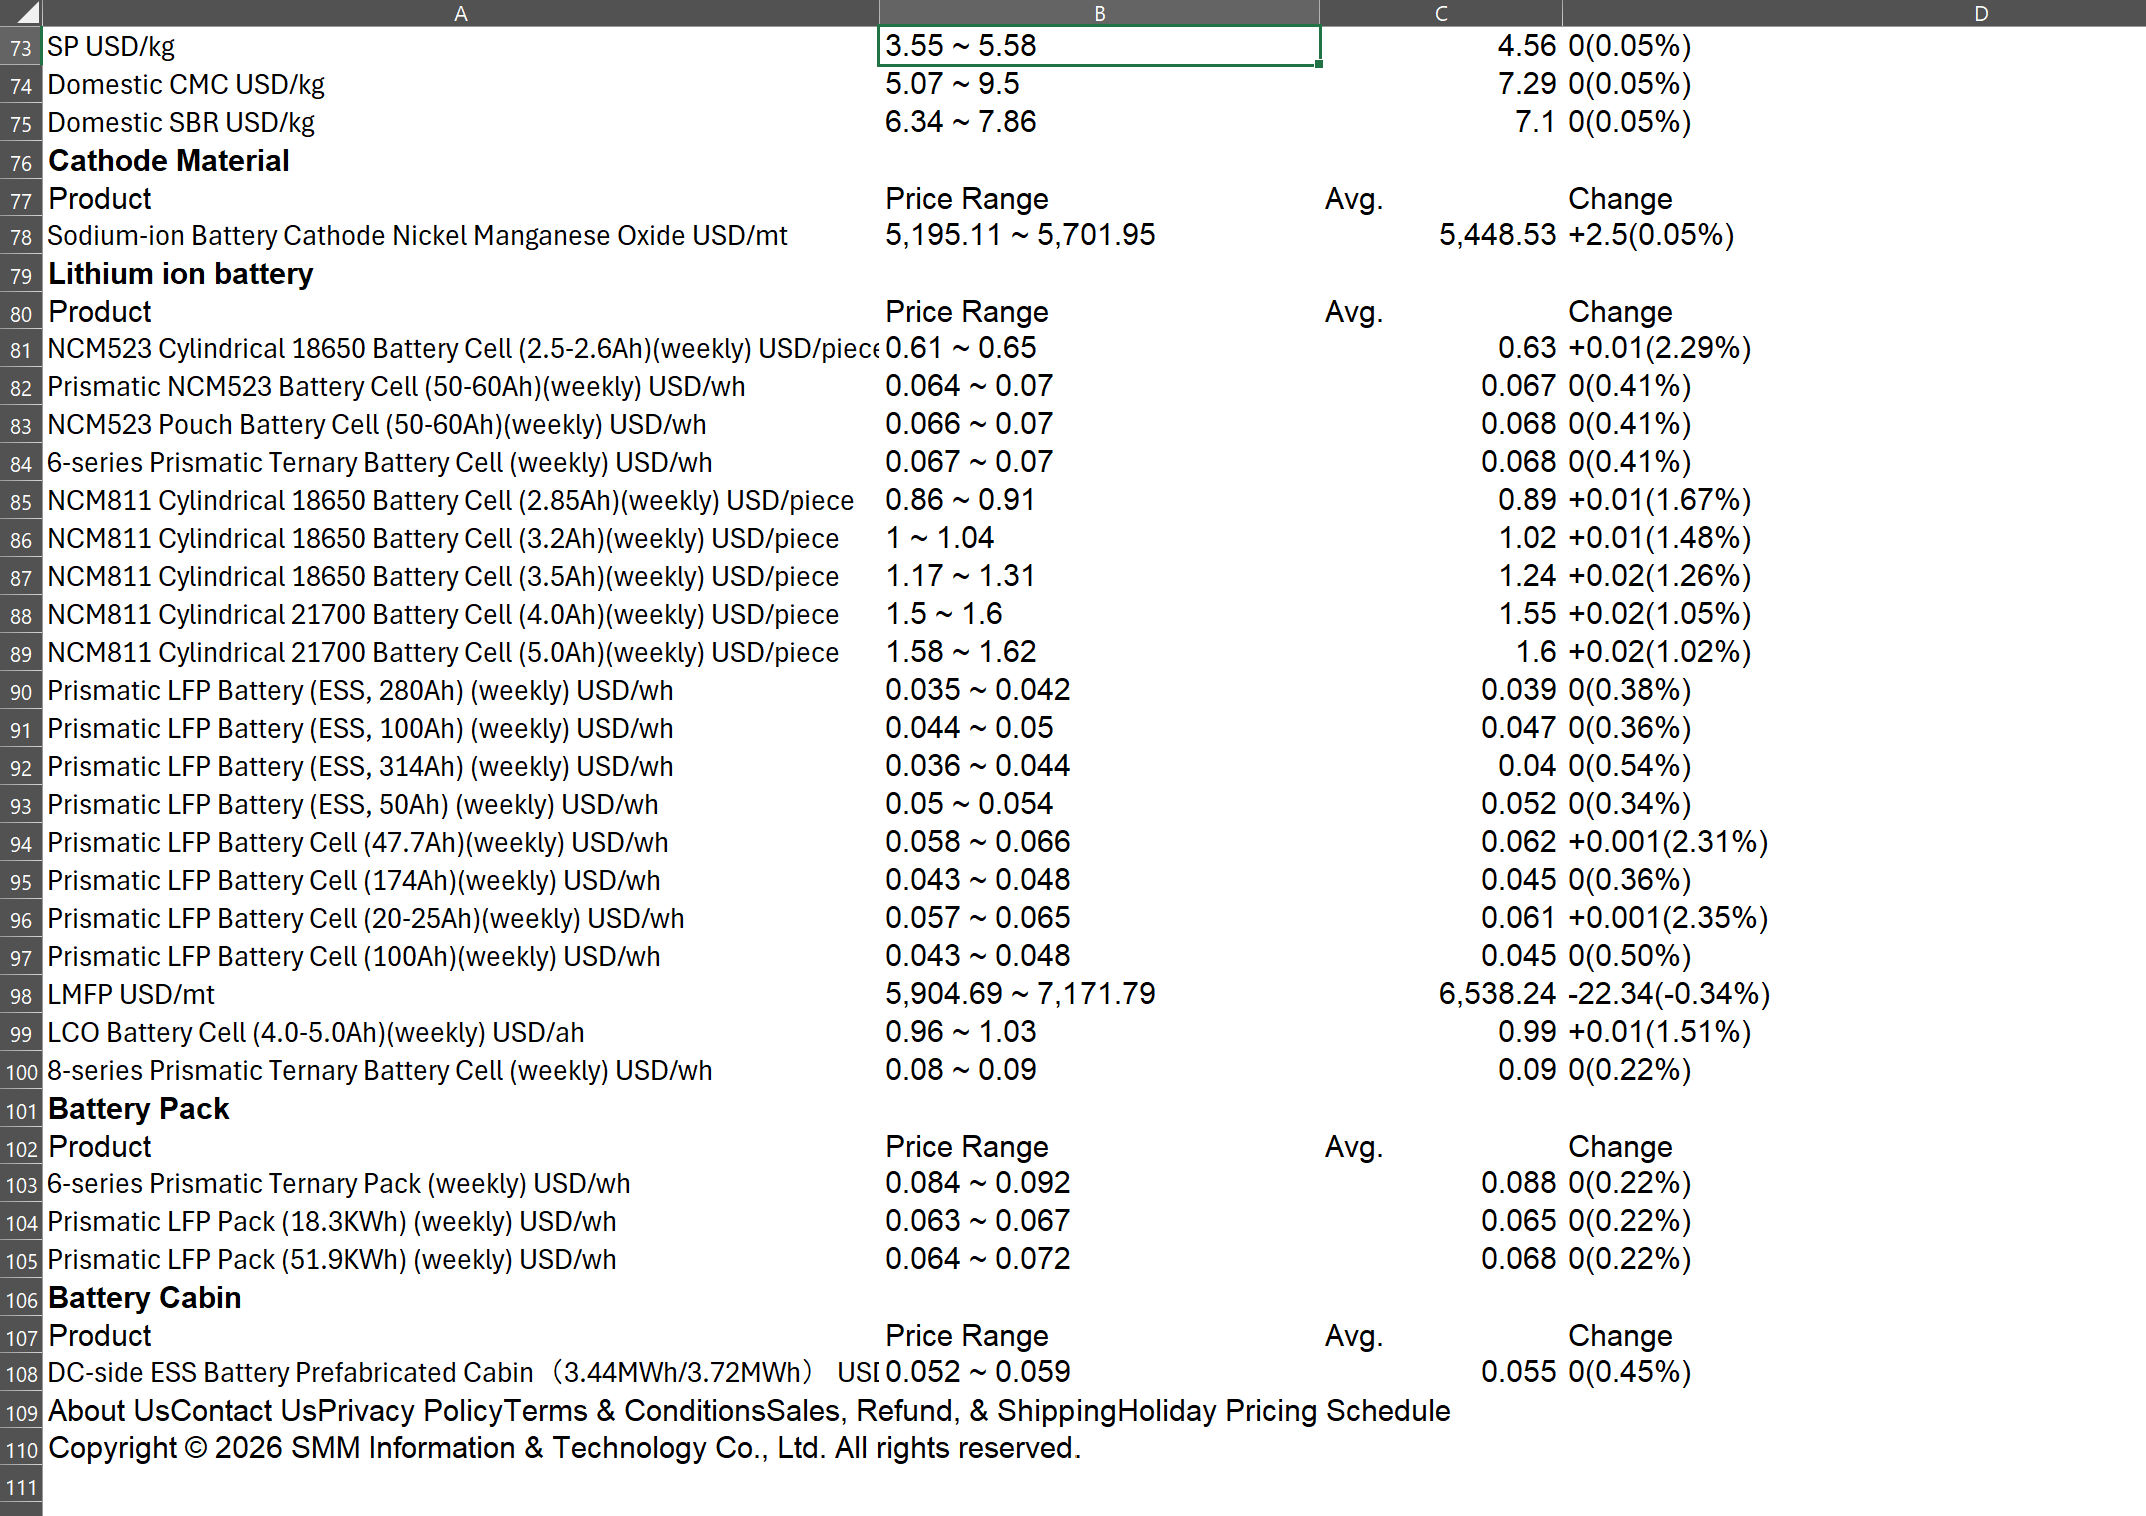 A B C D
73 SP USD/kg 3.55 ~ 5.58 4.56 0(0.05%)
74 Domestic CMC USD/kg 5.07 ~ 9.5 7.29 0(0.05%)
75 Domestic SBR USD/kg 6.34 ~ 7.86 7.1 0(0.05%)
76 Cathode Material
77 Product Price Range Avg. Change
78 Sodium-ion Battery Cathode Nickel Manganese Oxide USD/mt 5,195.11 ~ 5,701.95 5,448.53 +2.5(0.05%)
79 Lithium ion battery
80 Product Price Range Avg. Change
81 NCM523 Cylindrical 18650 Battery Cell (2.5-2.6Ah)(weekly) USD/piece 0.61 ~ 0.65 0.63 +0.01(2.29%)
82 Prismatic NCM523 Battery Cell (50-60Ah)(weekly) USD/wh 0.064 ~ 0.07 0.067 0(0.41%)
83 NCM523 Pouch Battery Cell (50-60Ah)(weekly) USD/wh 0.066 ~ 0.07 0.068 0(0.41%)
84 6-series Prismatic Ternary Battery Cell (weekly) USD/wh 0.067 ~ 0.07 0.068 0(0.41%)
85 NCM811 Cylindrical 18650 Battery Cell (2.85Ah)(weekly) USD/piece 0.86 ~ 0.91 0.89 +0.01(1.67%)
86 NCM811 Cylindrical 18650 Battery Cell (3.2Ah)(weekly) USD/piece 1 ~ 1.04 1.02 +0.01(1.48%)
87 NCM811 Cylindrical 18650 Battery Cell (3.5Ah)(weekly) USD/piece 1.17 ~ 1.31 1.24 +0.02(1.26%)
88 NCM811 Cylindrical 21700 Battery Cell (4.0Ah)(weekly) USD/piece 1.5 ~ 1.6 1.55 +0.02(1.05%)
89 NCM811 Cylindrical 21700 Battery Cell (5.0Ah)(weekly) USD/piece 1.58 ~ 1.62 1.6 +0.02(1.02%)
90 Prismatic LFP Battery (ESS, 280Ah) (weekly) USD/wh 0.035 ~ 0.042 0.039 0(0.38%)
91 Prismatic LFP Battery (ESS, 100Ah) (weekly) USD/wh 0.044 ~ 0.05 0.047 0(0.36%)
92 Prismatic LFP Battery (ESS, 314Ah) (weekly) USD/wh 0.036 ~ 0.044 0.04 0(0.54%)
93 Prismatic LFP Battery (ESS, 50Ah) (weekly) USD/wh 0.05 ~ 0.054 0.052 0(0.34%)
94 Prismatic LFP Battery Cell (47.7Ah)(weekly) USD/wh 0.058 ~ 0.066 0.062 +0.001(2.31%)
95 Prismatic LFP Battery Cell (174Ah)(weekly) USD/wh 0.043 ~ 0.048 0.045 0(0.36%)
96 Prismatic LFP Battery Cell (20-25Ah)(weekly) USD/wh 0.057 ~ 0.065 0.061 +0.001(2.35%)
97 Prismatic LFP Battery Cell (100Ah)(weekly) USD/wh 0.043 ~ 0.048 0.045 0(0.50%)
98 LMFP USD/mt 5,904.69 ~ 7,171.79 6,538.24 -22.34(-0.34%)
99 LCO Battery Cell (4.0-5.0Ah)(weekly) USD/ah 0.96 ~ 1.03 0.99 +0.01(1.51%)
100 8-series Prismatic Ternary Battery Cell (weekly) USD/wh 0.08 ~ 0.09 0.09 0(0.22%)
101 Battery Pack
102 Product Price Range Avg. Change
103 6-series Prismatic Ternary Pack (weekly) USD/wh 0.084 ~ 0.092 0.088 0(0.22%)
104 Prismatic LFP Pack (18.3KWh) (weekly) USD/wh 0.063 ~ 0.067 0.065 0(0.22%)
105 Prismatic LFP Pack (51.9KWh) (weekly) USD/wh 0.064 ~ 0.072 0.068 0(0.22%)
106 Battery Cabin
107 Product Price Range Avg. Change
108 DC-side ESS Battery Prefabricated Cabin（3.44MWh/3.72MWh） USD 0.052 ~ 0.059 0.055 0(0.45%)
109 About UsContact UsPrivacy PolicyTerms & ConditionsSales, Refund, & ShippingHoliday Pricing Schedule
110 Copyright © 2026 SMM Information & Technology Co., Ltd. All rights reserved.
111